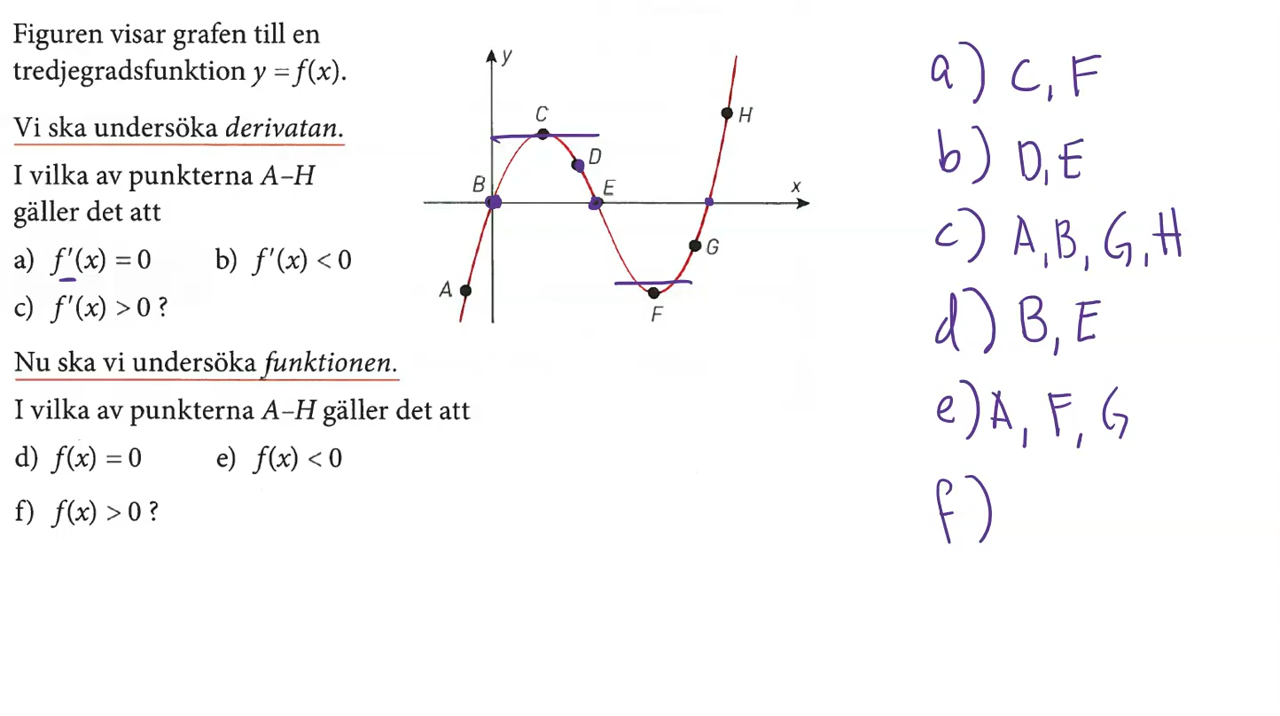 Figuren visar grafen till en
tredjegradsfunktion y = f(x).
Vi ska undersöka derivatan.
I vilka av punkterna A–H
gäller det att
a) f'(x) = 0 b) f'(x) < 0
c) f'(x) > 0 ?
Nu ska vi undersöka funktionen.
I vilka av punkterna A–H gäller det att
d) f(x) = 0 e) f(x) < 0
f) f(x) > 0 ?
y
C
H
D
B
E
x
G
A
F
a) C, F
b) D, E
c) A, B, G, H
d) B, E
e) A, F, G
f)